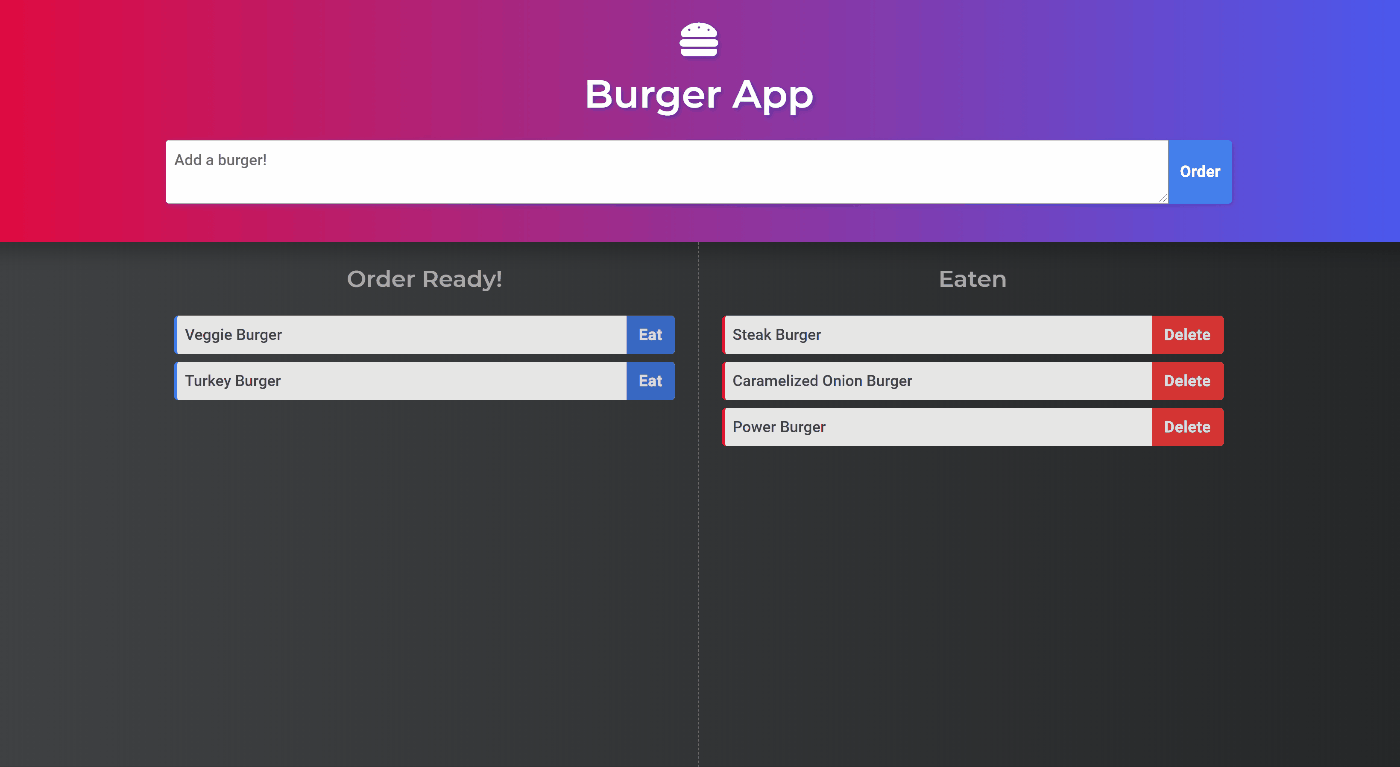 Burger App
Add a burger!
Order
Order Ready!
Veggie Burger
Eat
Turkey Burger
Eat
Eaten
Steak Burger
Delete
Caramelized Onion Burger
Delete
Power Burger
Delete